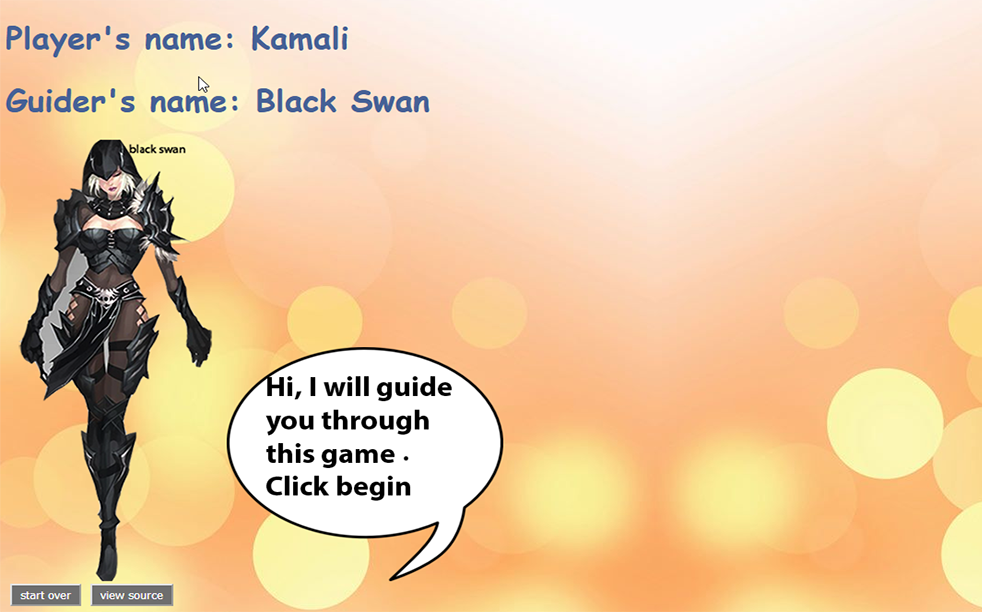 Player's name: Kamali
Guider's name: Black Swan
black swan
Hi, I will guide
you through
this game .
Click begin
start over
view source